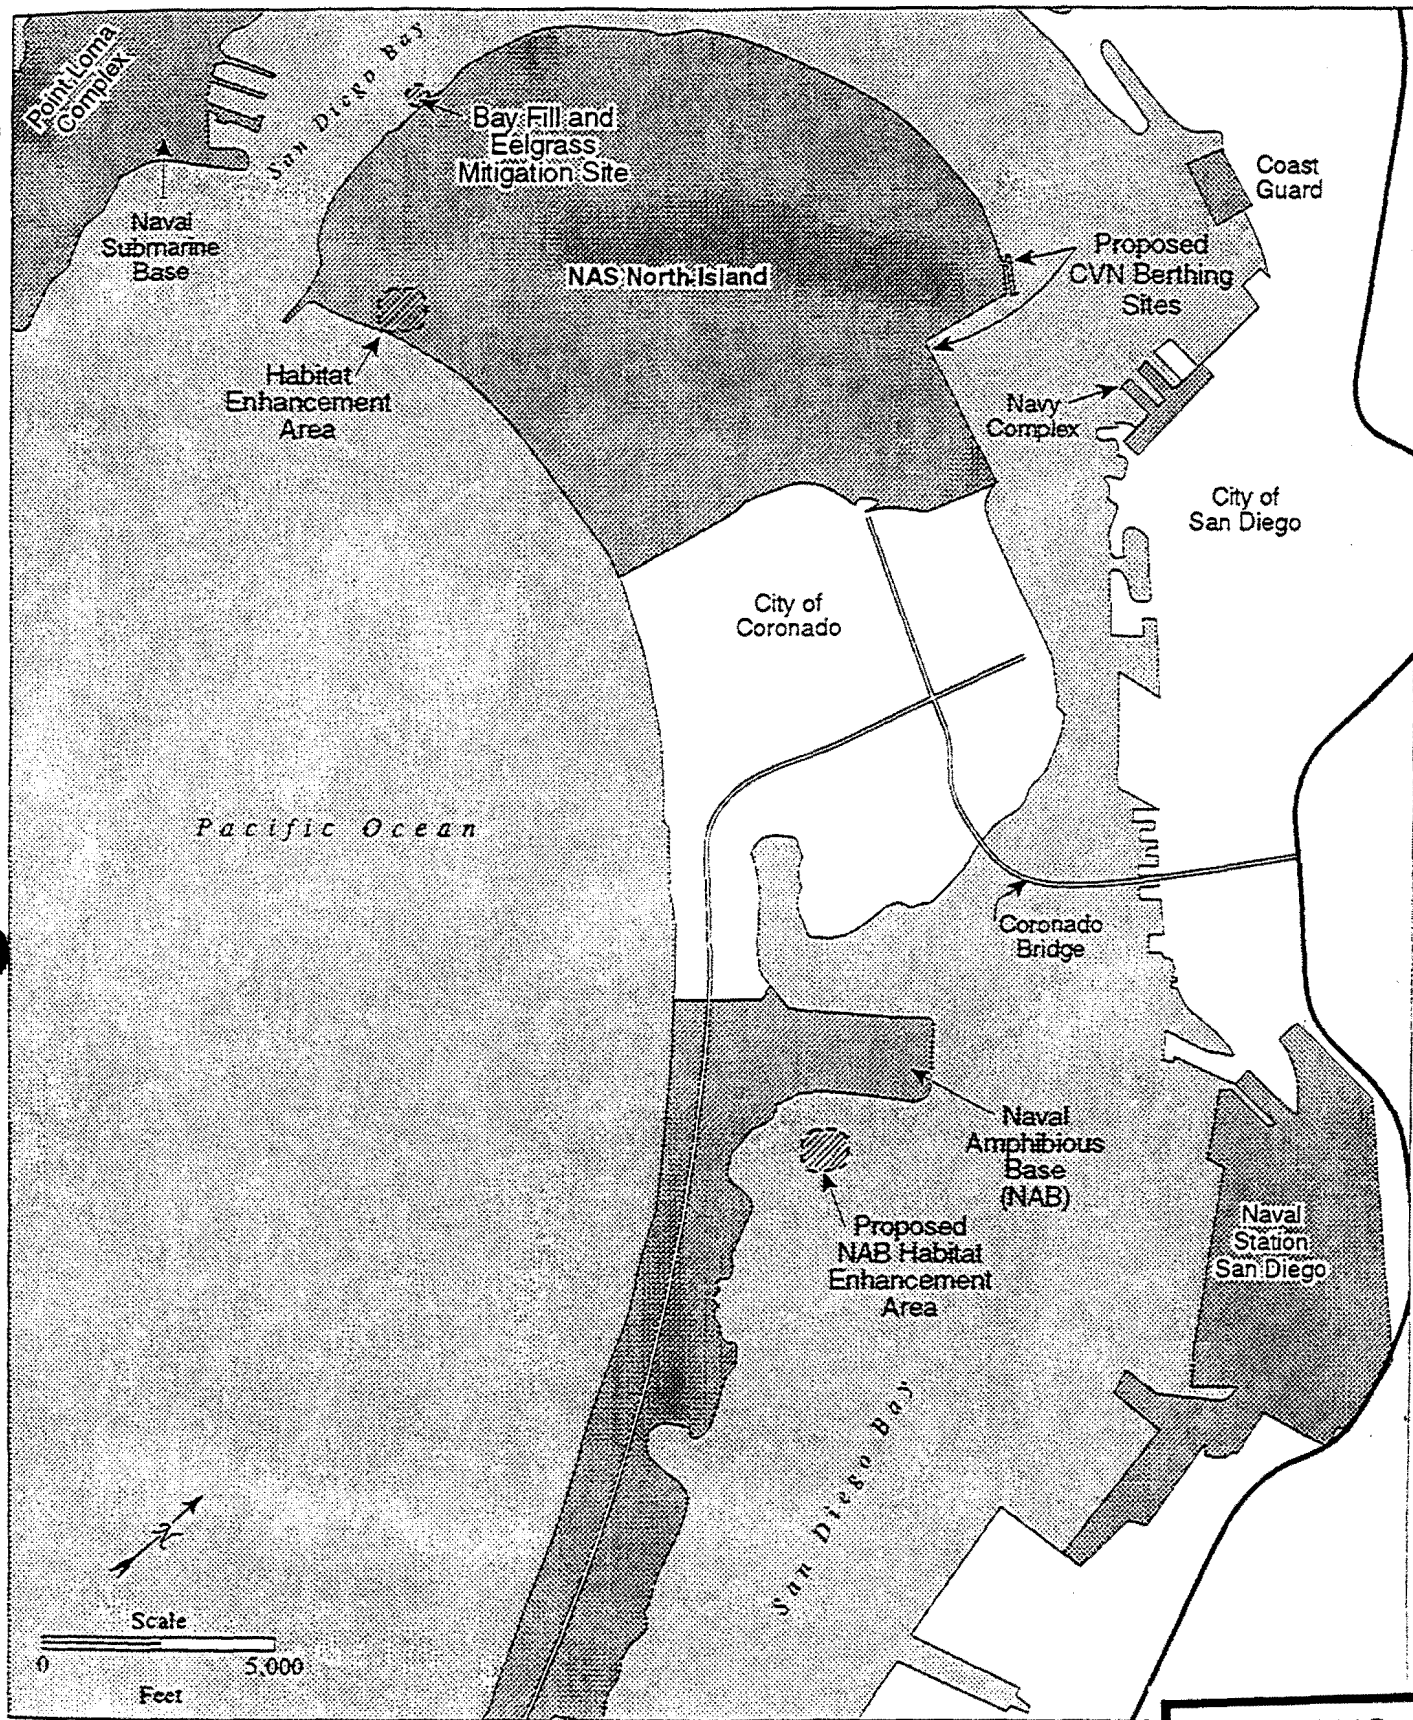 Point Loma
Complex
San Diego Bay
Bay Fill and
Eelgrass
Mitigation Site
Coast
Guard
Naval
Submarine
Base
NAS North Island
Proposed
CVN Berthing
Sites
Habitat
Enhancement
Area
Navy
Complex
City of
San Diego
City of
Coronado
Pacific Ocean
Coronado
Bridge
Naval
Amphibious
Base
(NAB)
Proposed
NAB Habitat
Enhancement
Area
Naval
Station
San Diego
San Diego Bay
N
Scale
0 5,000
Feet